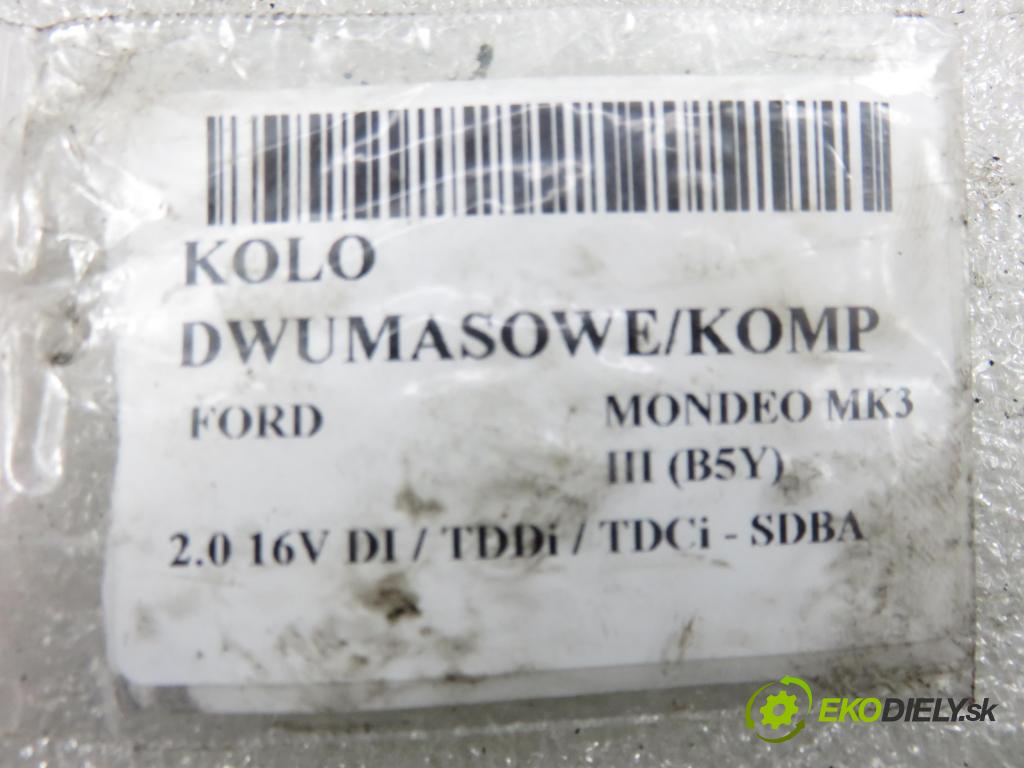 KOLO
DWUMASOWE/KOMP
FORD MONDEO MK3
III (B5Y)
2.0 16V DI / TDDi / TDCi - SDBA
EKODIELY.sk